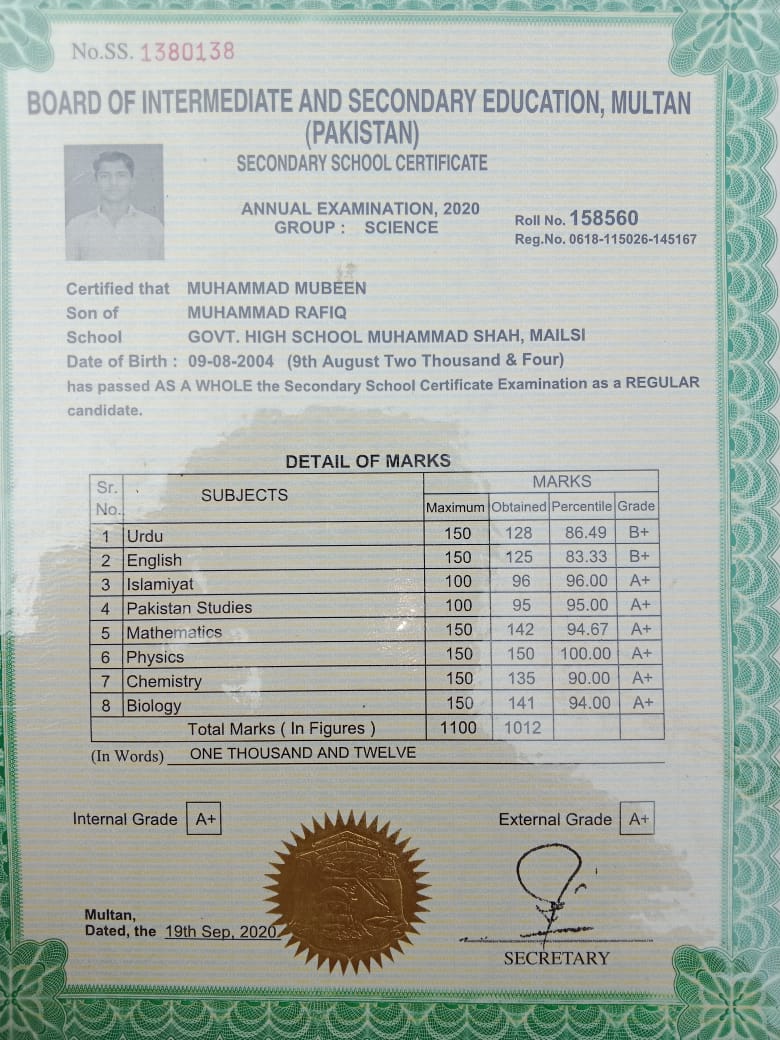 No.SS. 1380138
BOARD OF INTERMEDIATE AND SECONDARY EDUCATION, MULTAN
(PAKISTAN)
SECONDARY SCHOOL CERTIFICATE
ANNUAL EXAMINATION, 2020
GROUP : SCIENCE
Roll No. 158560
Reg.No. 0618-115026-145167
Certified that MUHAMMAD MUBEEN
Son of MUHAMMAD RAFIQ
School GOVT. HIGH SCHOOL MUHAMMAD SHAH, MAILSI
Date of Birth : 09-08-2004 (9th August Two Thousand & Four)
has passed AS A WHOLE the Secondary School Certificate Examination as a REGULAR
candidate.
DETAIL OF MARKS
Sr. No. SUBJECTS MARKS
Maximum Obtained Percentile Grade
1 Urdu 150 128 86.49 B+
2 English 150 125 83.33 B+
3 Islamiyat 100 96 96.00 A+
4 Pakistan Studies 100 95 95.00 A+
5 Mathematics 150 142 94.67 A+
6 Physics 150 150 100.00 A+
7 Chemistry 150 135 90.00 A+
8 Biology 150 141 94.00 A+
Total Marks ( In Figures ) 1100 1012
(In Words) ONE THOUSAND AND TWELVE
Internal Grade A+ External Grade A+
Multan,
Dated, the 19th Sep, 2020
SECRETARY